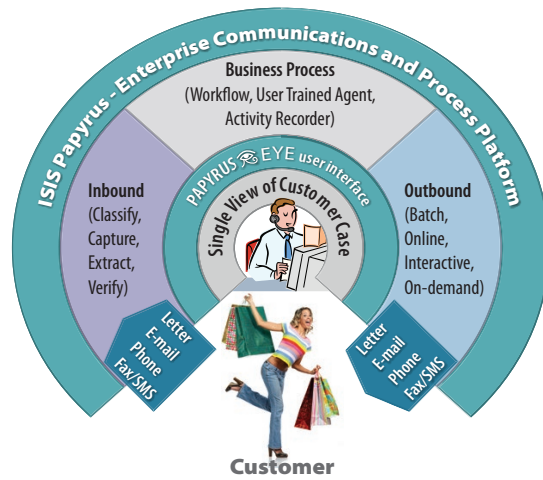 ISIS Papyrus - Enterprise Communications and Process Platform
Business Process
(Workflow, User Trained Agent,
Activity Recorder)
PAPYRUS EYE user interface
Single View of Customer Case
Inbound
(Classify,
Capture,
Extract,
Verify)
Outbound
(Batch,
Online,
Interactive,
On-demand)
Letter
E-mail
Phone
Fax/SMS
Letter
E-mail
Phone
Fax/SMS
Customer